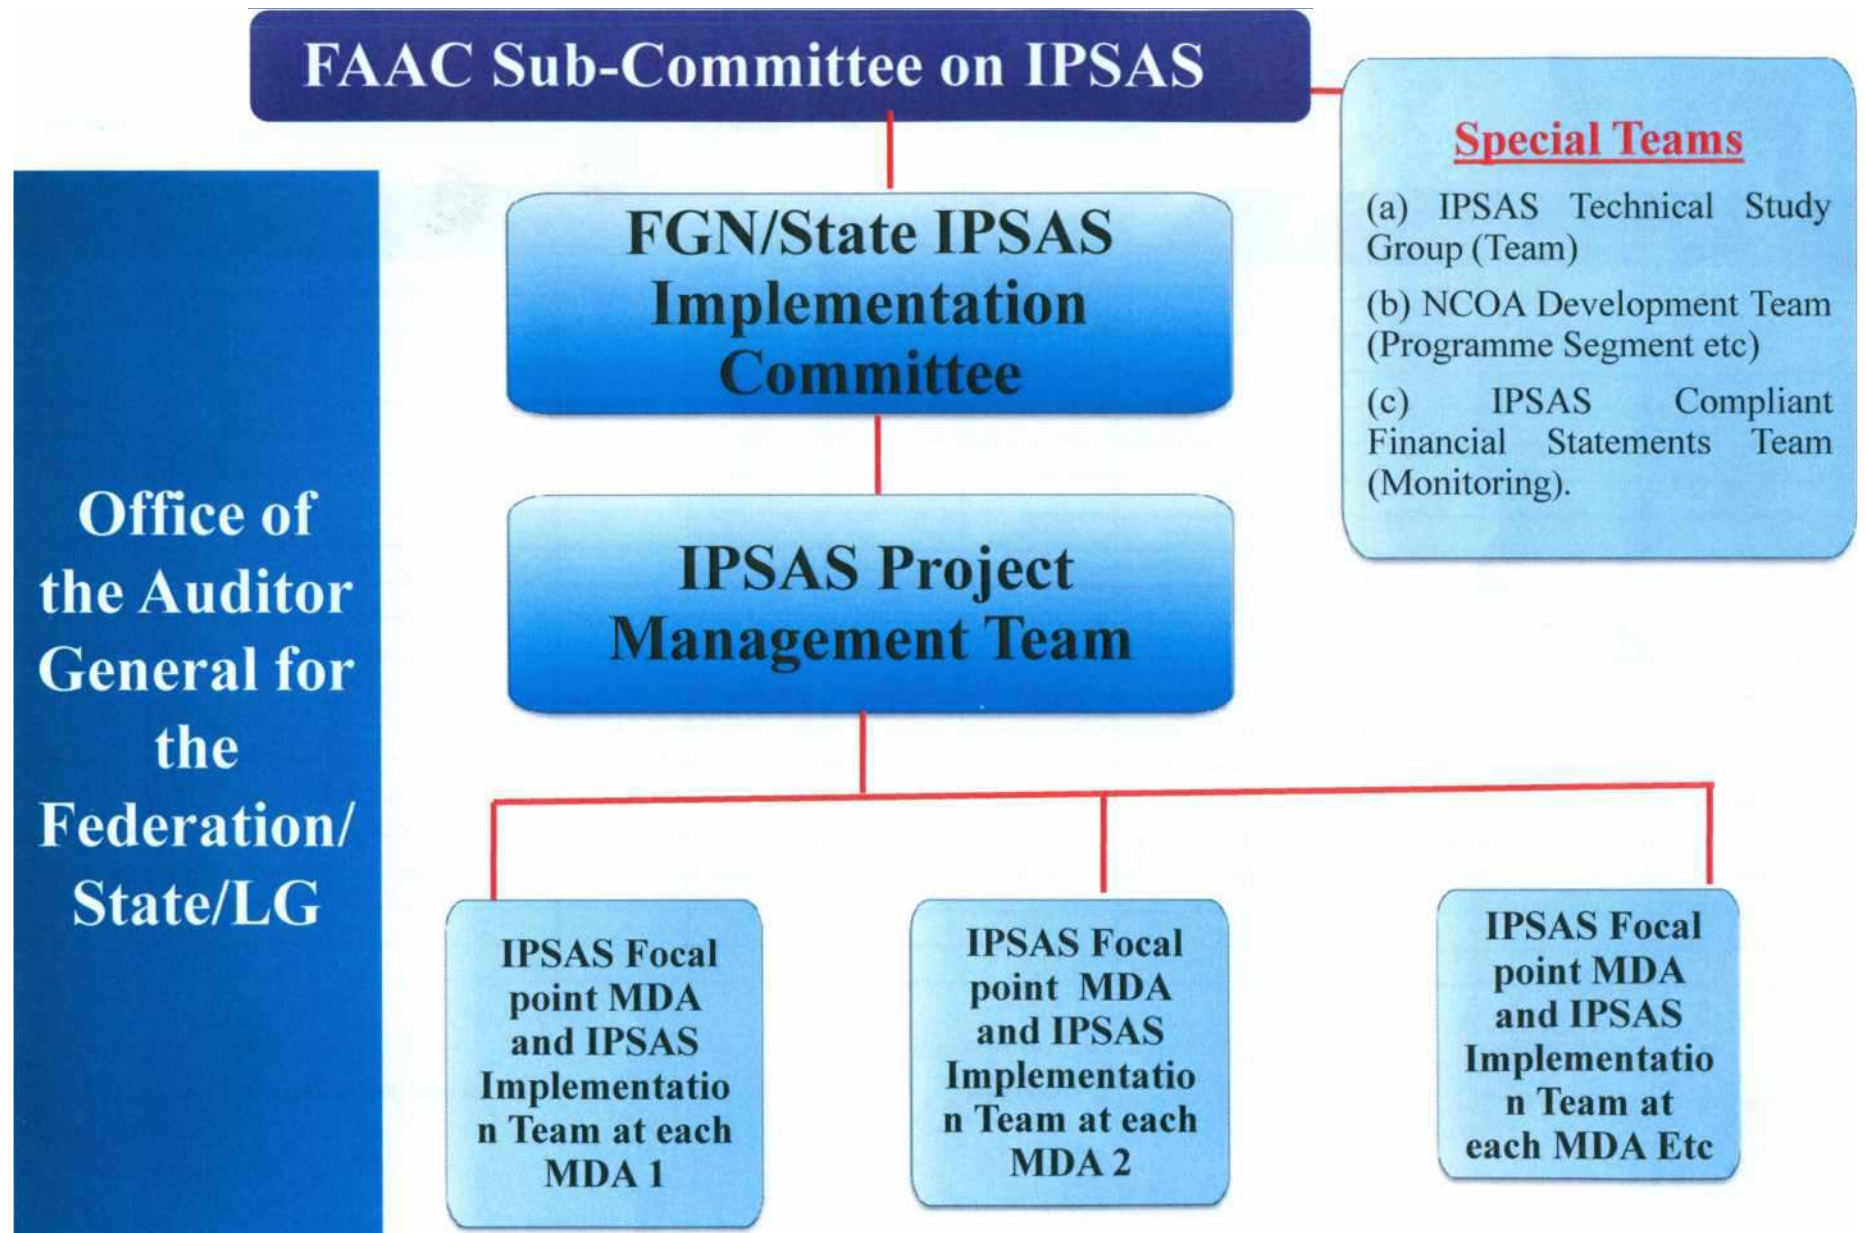 FAAC Sub-Committee on IPSAS
Special Teams
(a) IPSAS Technical Study
Group (Team)
(b) NCOA Development Team
(Programme Segment etc)
(c) IPSAS Compliant
Financial Statements Team
(Monitoring).
FGN/State IPSAS
Implementation
Committee
IPSAS Project
Management Team
Office of
the Auditor
General for
the
Federation/
State/LG
IPSAS Focal
point MDA
and IPSAS
Implementatio
n Team at each
MDA 1
IPSAS Focal
point MDA
and IPSAS
Implementatio
n Team at each
MDA 2
IPSAS Focal
point MDA
and IPSAS
Implementatio
n Team at
each MDA Etc